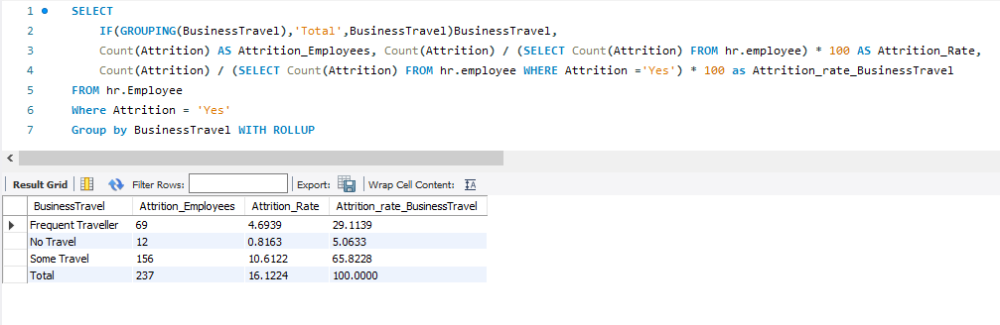 1 SELECT
2 IF(GROUPING(BusinessTravel),'Total',BusinessTravel)BusinessTravel,
3 Count(Attrition) AS Attrition_Employees, Count(Attrition) / (SELECT Count(Attrition) FROM hr.employee) * 100 AS Attrition_Rate,
4 Count(Attrition) / (SELECT Count(Attrition) FROM hr.employee WHERE Attrition ='Yes') * 100 as Attrition_rate_BusinessTravel
5 FROM hr.Employee
6 Where Attrition = 'Yes'
7 Group by BusinessTravel WITH ROLLUP
Result Grid Filter Rows: Export: Wrap Cell Content:
BusinessTravel Attrition_Employees Attrition_Rate Attrition_rate_BusinessTravel
Frequent Traveller 69 4.6939 29.1139
No Travel 12 0.8163 5.0633
Some Travel 156 10.6122 65.8228
Total 237 16.1224 100.0000